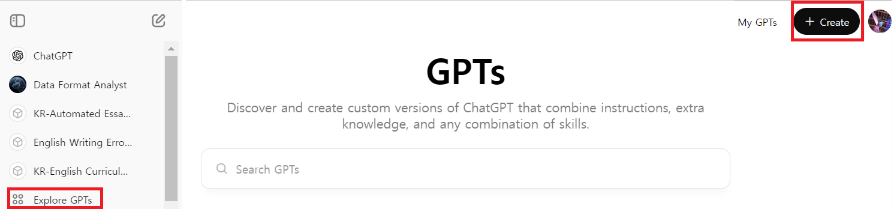 ChatGPT
Data Format Analyst
KR-Automated Essa...
English Writing Erro...
KR-English Curricul...
Explore GPTs
My GPTs
+ Create
GPTs
Discover and create custom versions of ChatGPT that combine instructions, extra
knowledge, and any combination of skills.
Search GPTs